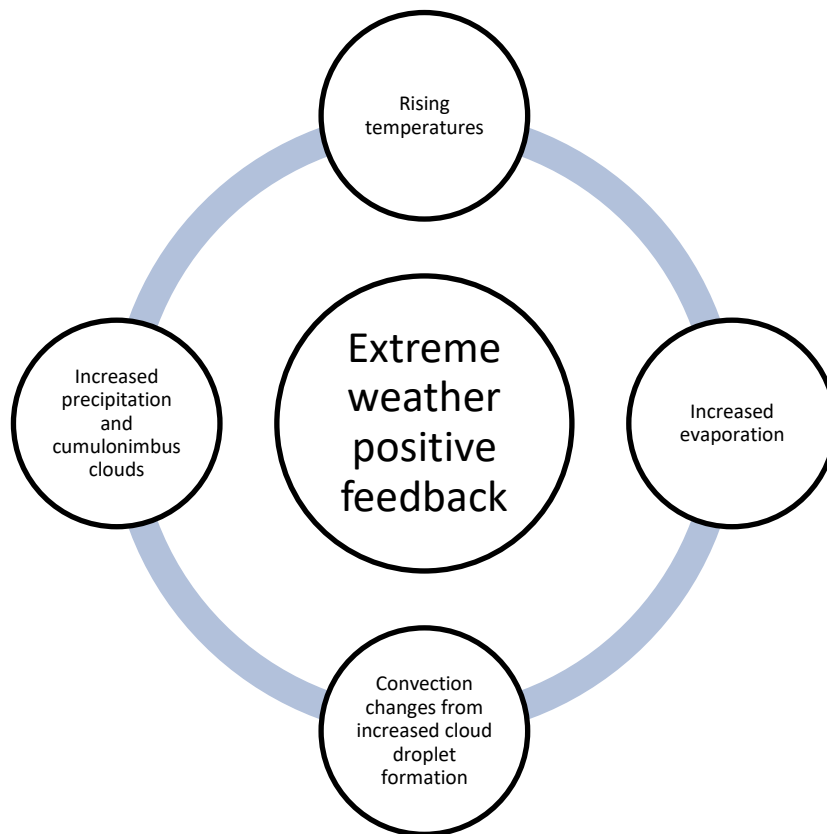 Rising
temperatures
Extreme
weather
positive
feedback
Increased
evaporation
Convection
changes from
increased cloud
droplet
formation
Increased
precipitation
and
cumulonimbus
clouds